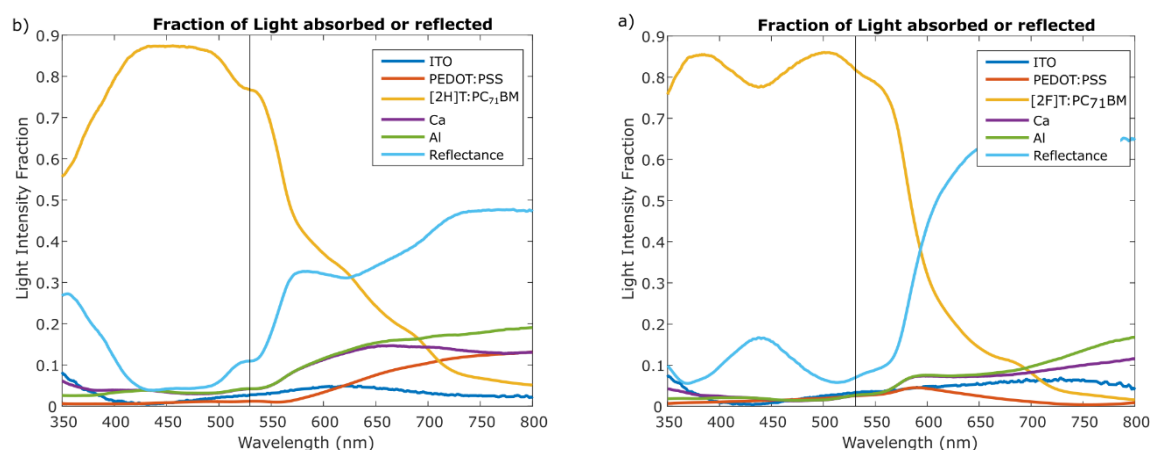 b)
Fraction of Light absorbed or reflected
Light Intensity Fraction
0.9
0.8
0.7
0.6
0.5
0.4
0.3
0.2
0.1
0
ITO
PEDOT:PSS
[2H]T:PC71BM
Ca
Al
Reflectance
350 400 450 500 550 600 650 700 750 800
Wavelength (nm)
a)
Fraction of Light absorbed or reflected
Light Intensity Fraction
0.9
0.8
0.7
0.6
0.5
0.4
0.3
0.2
0.1
0
ITO
PEDOT:PSS
[2F]T:PC71BM
Ca
Al
Reflectance
350 400 450 500 550 600 650 700 750 800
Wavelength (nm)